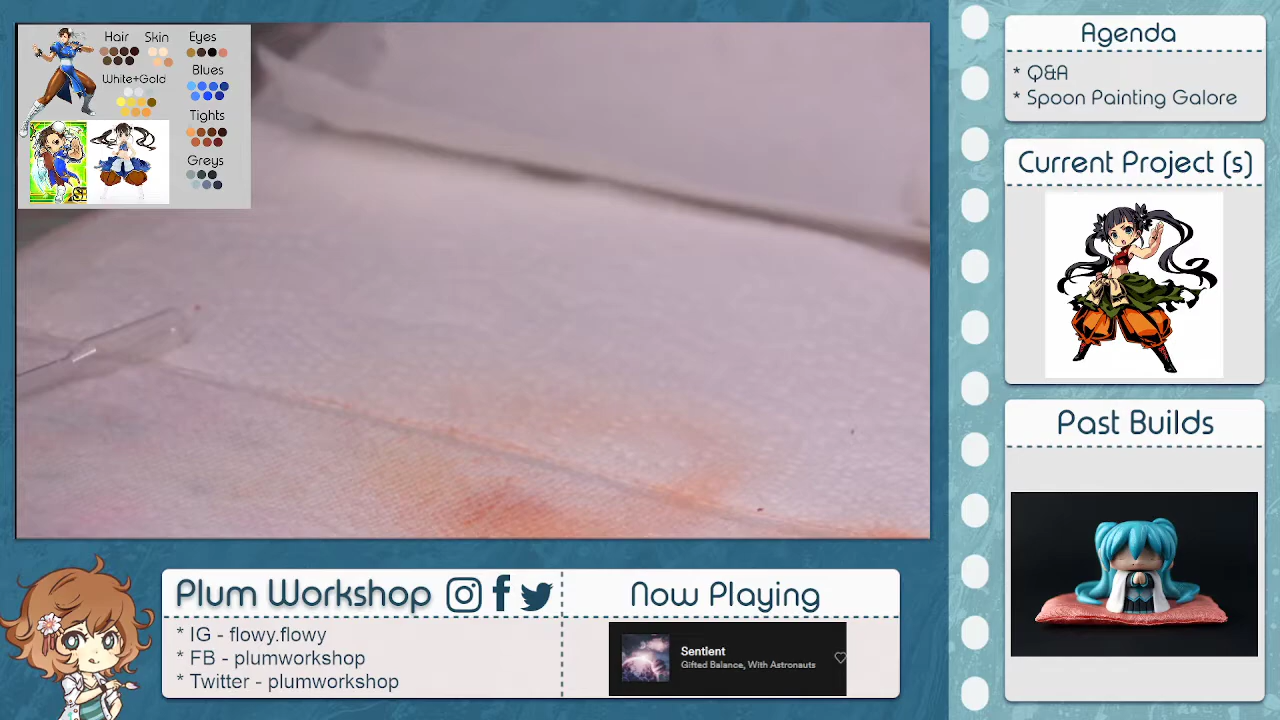 Hair Skin Eyes
White+Gold
Blues
Tights
Greys
Agenda
* Q&A
* Spoon Painting Galore
Current Project (s)
Past Builds
Plum Workshop
* IG - flowy.flowy
* FB - plumworkshop
* Twitter - plumworkshop
Now Playing
Sentient
Gifted Balance, With Astronauts